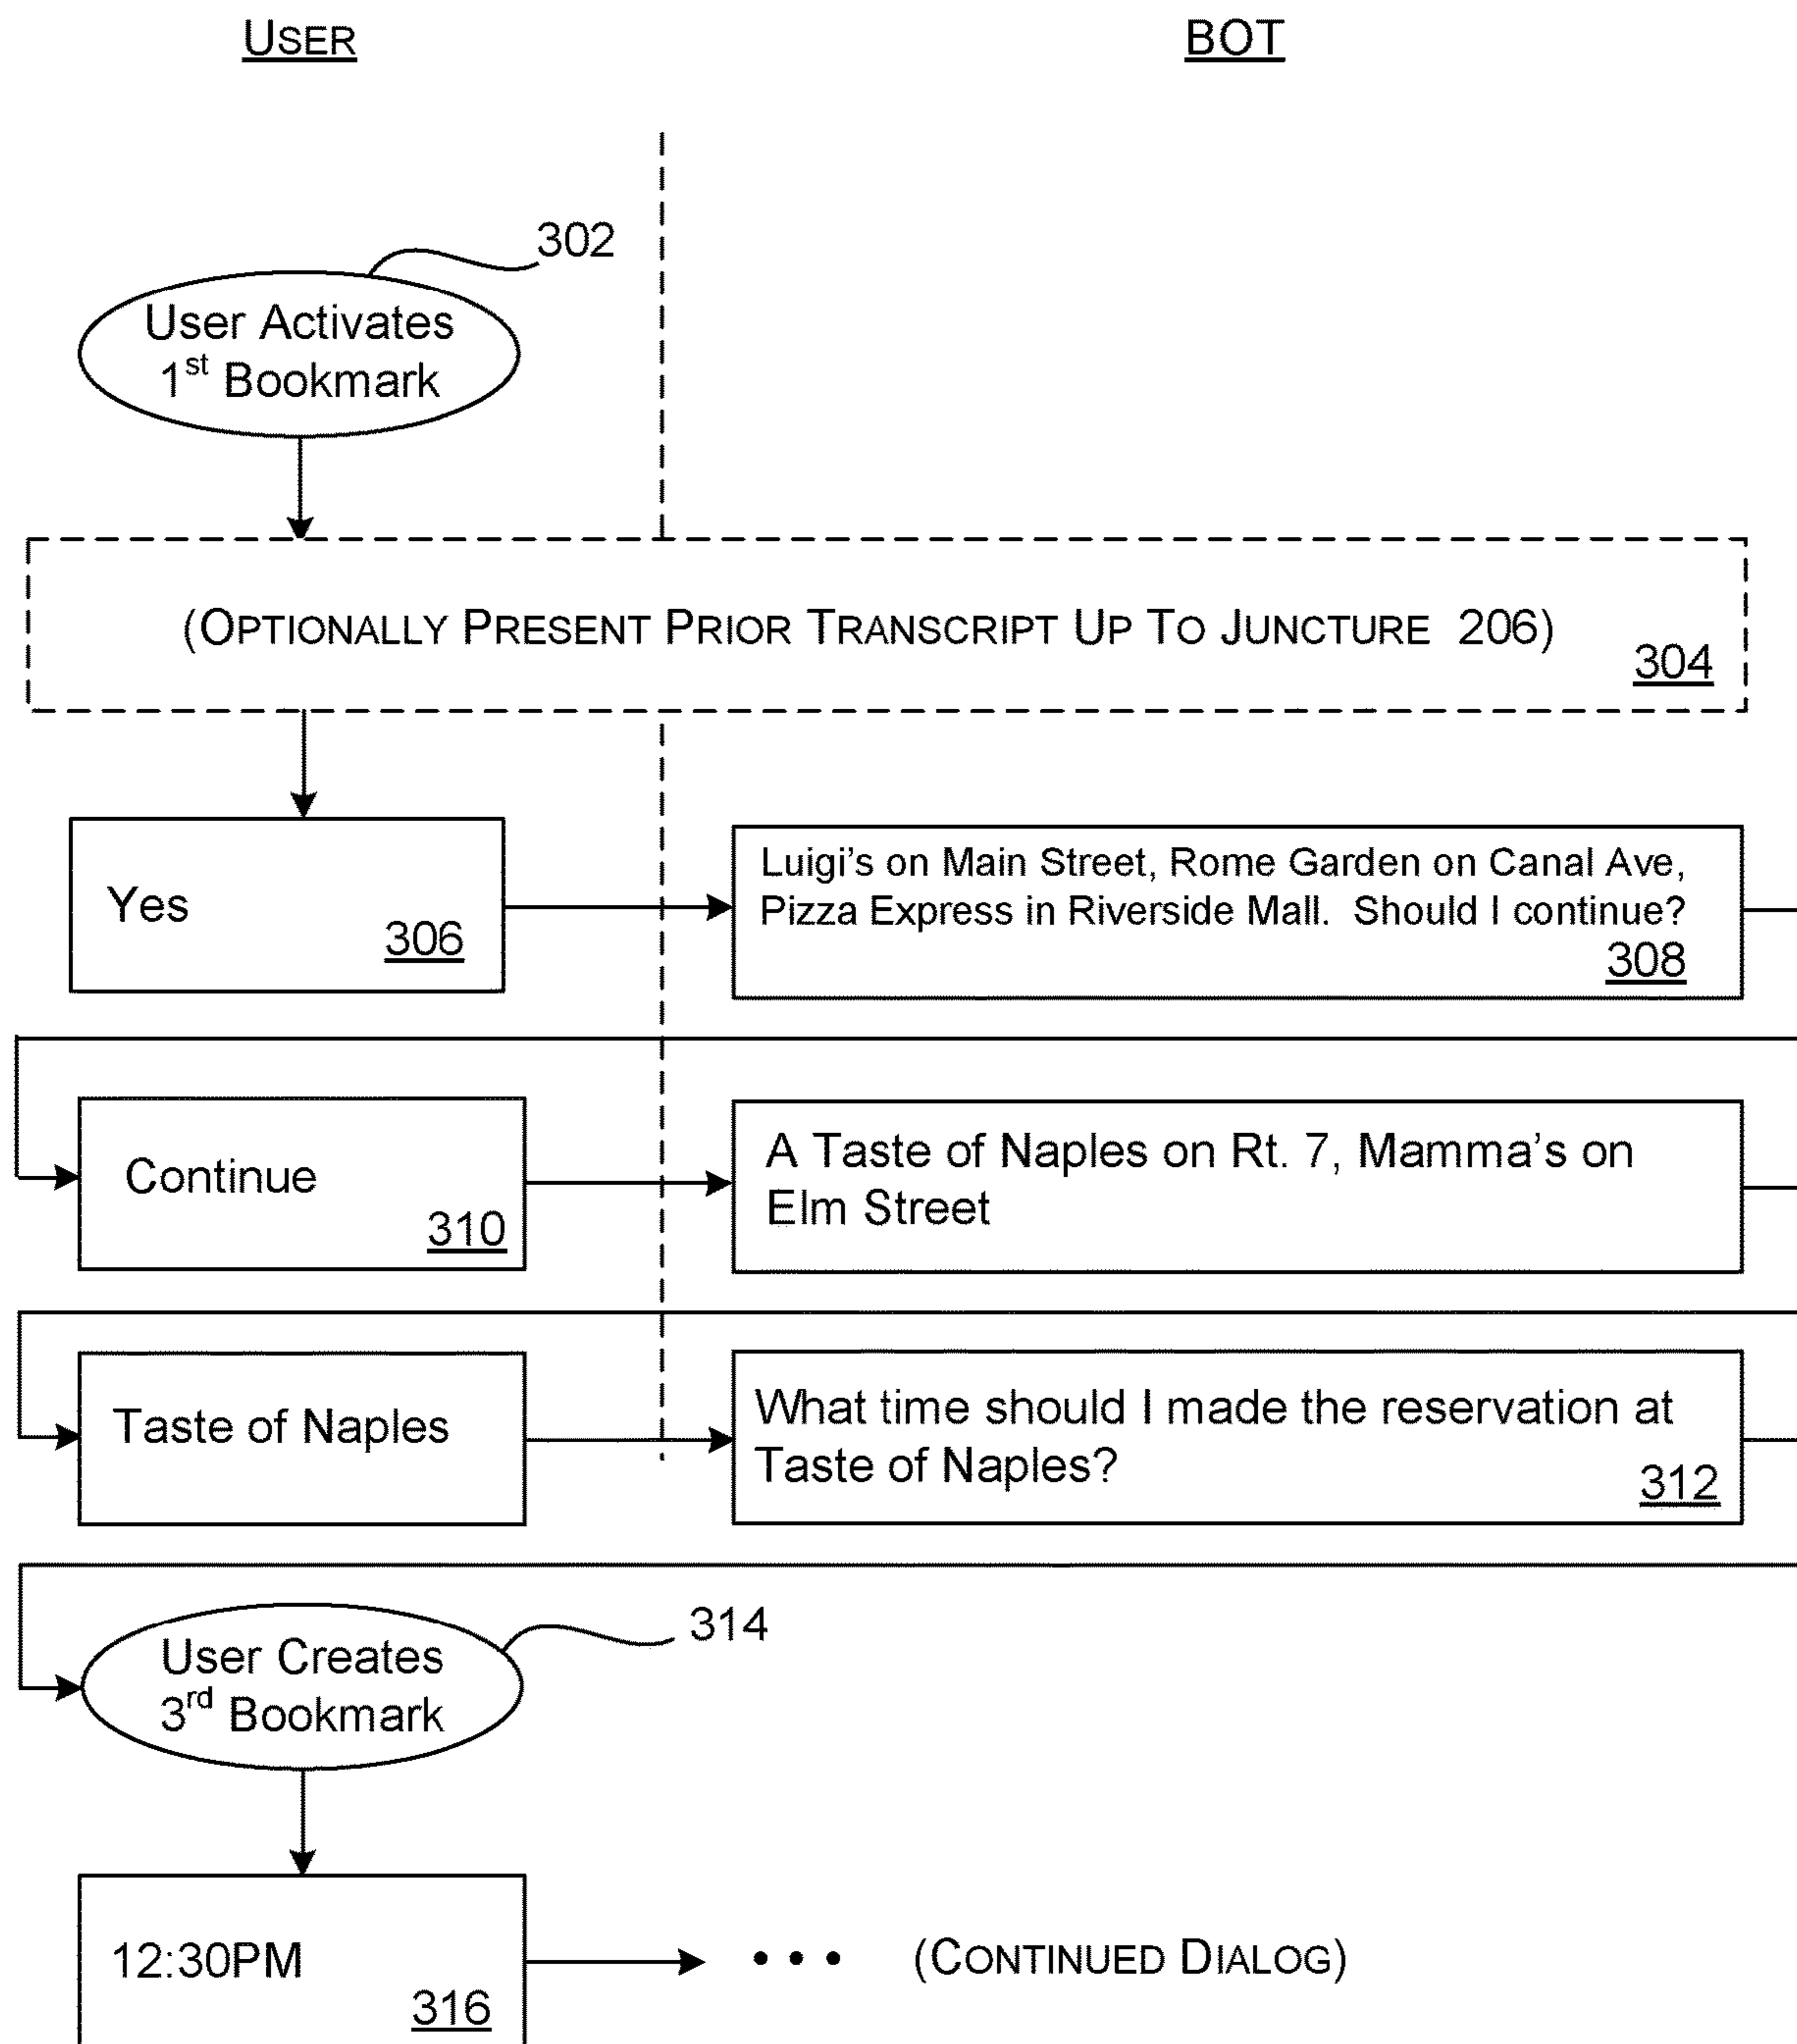 USER
BOT
302
User Activates
1st Bookmark
(OPTIONALLY PRESENT PRIOR TRANSCRIPT UP TO JUNCTURE 206)
304
Yes
306
Luigi's on Main Street, Rome Garden on Canal Ave,
Pizza Express in Riverside Mall. Should I continue?
308
Continue
310
A Taste of Naples on Rt. 7, Mamma's on
Elm Street
Taste of Naples
What time should I made the reservation at
Taste of Naples?
312
314
User Creates
3rd Bookmark
12:30PM
316
• • • (CONTINUED DIALOG)